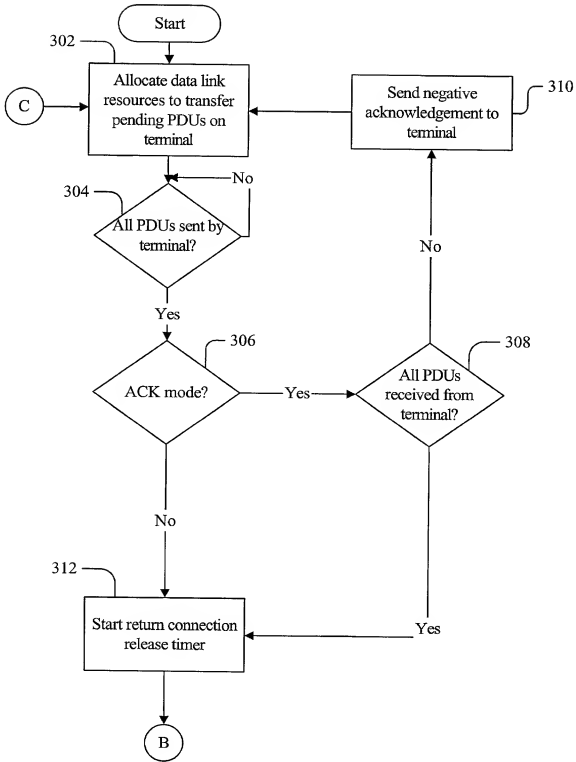 Start
302
Allocate data link
resources to transfer
pending PDUs on
terminal
C
Send negative
acknowledgement to
terminal
310
No
304
All PDUs sent by
terminal?
No
Yes
306
ACK mode?
Yes
308
All PDUs
received from
terminal?
No
312
Start return connection
release timer
Yes
B